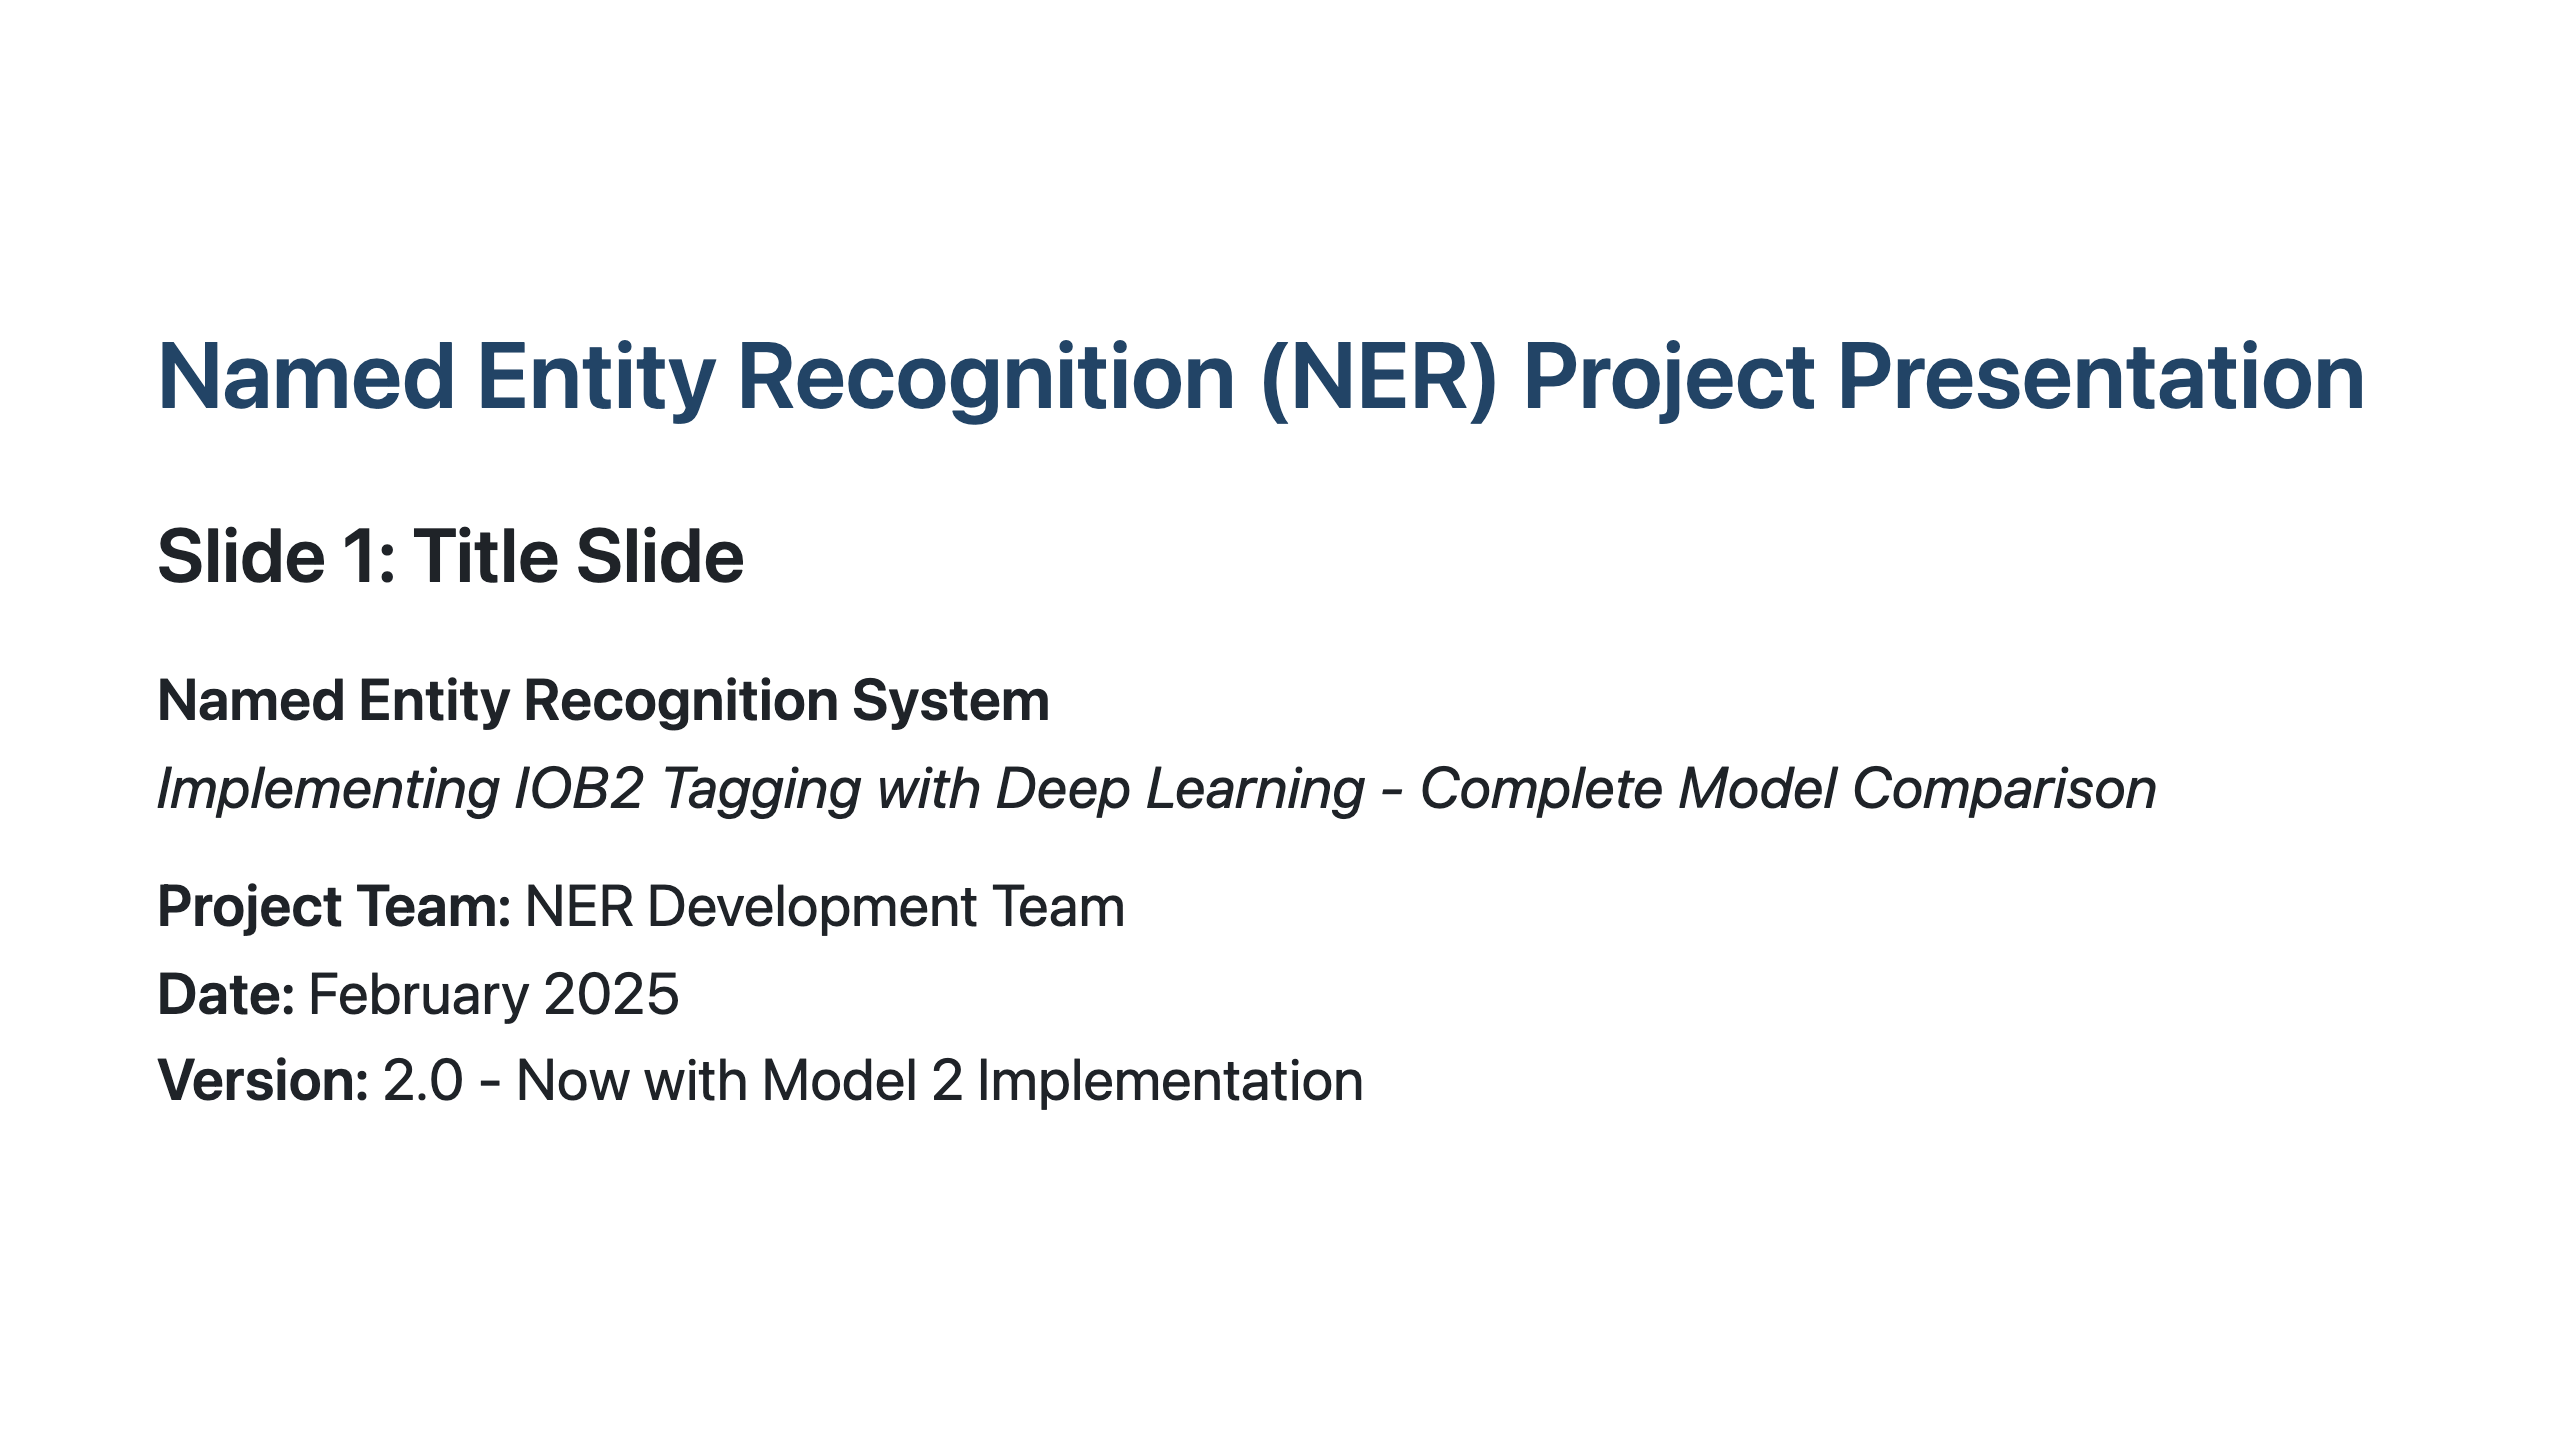 Named Entity Recognition (NER) Project Presentation
Slide 1: Title Slide
Named Entity Recognition System
Implementing IOB2 Tagging with Deep Learning - Complete Model Comparison
Project Team: NER Development Team
Date: February 2025
Version: 2.0 - Now with Model 2 Implementation